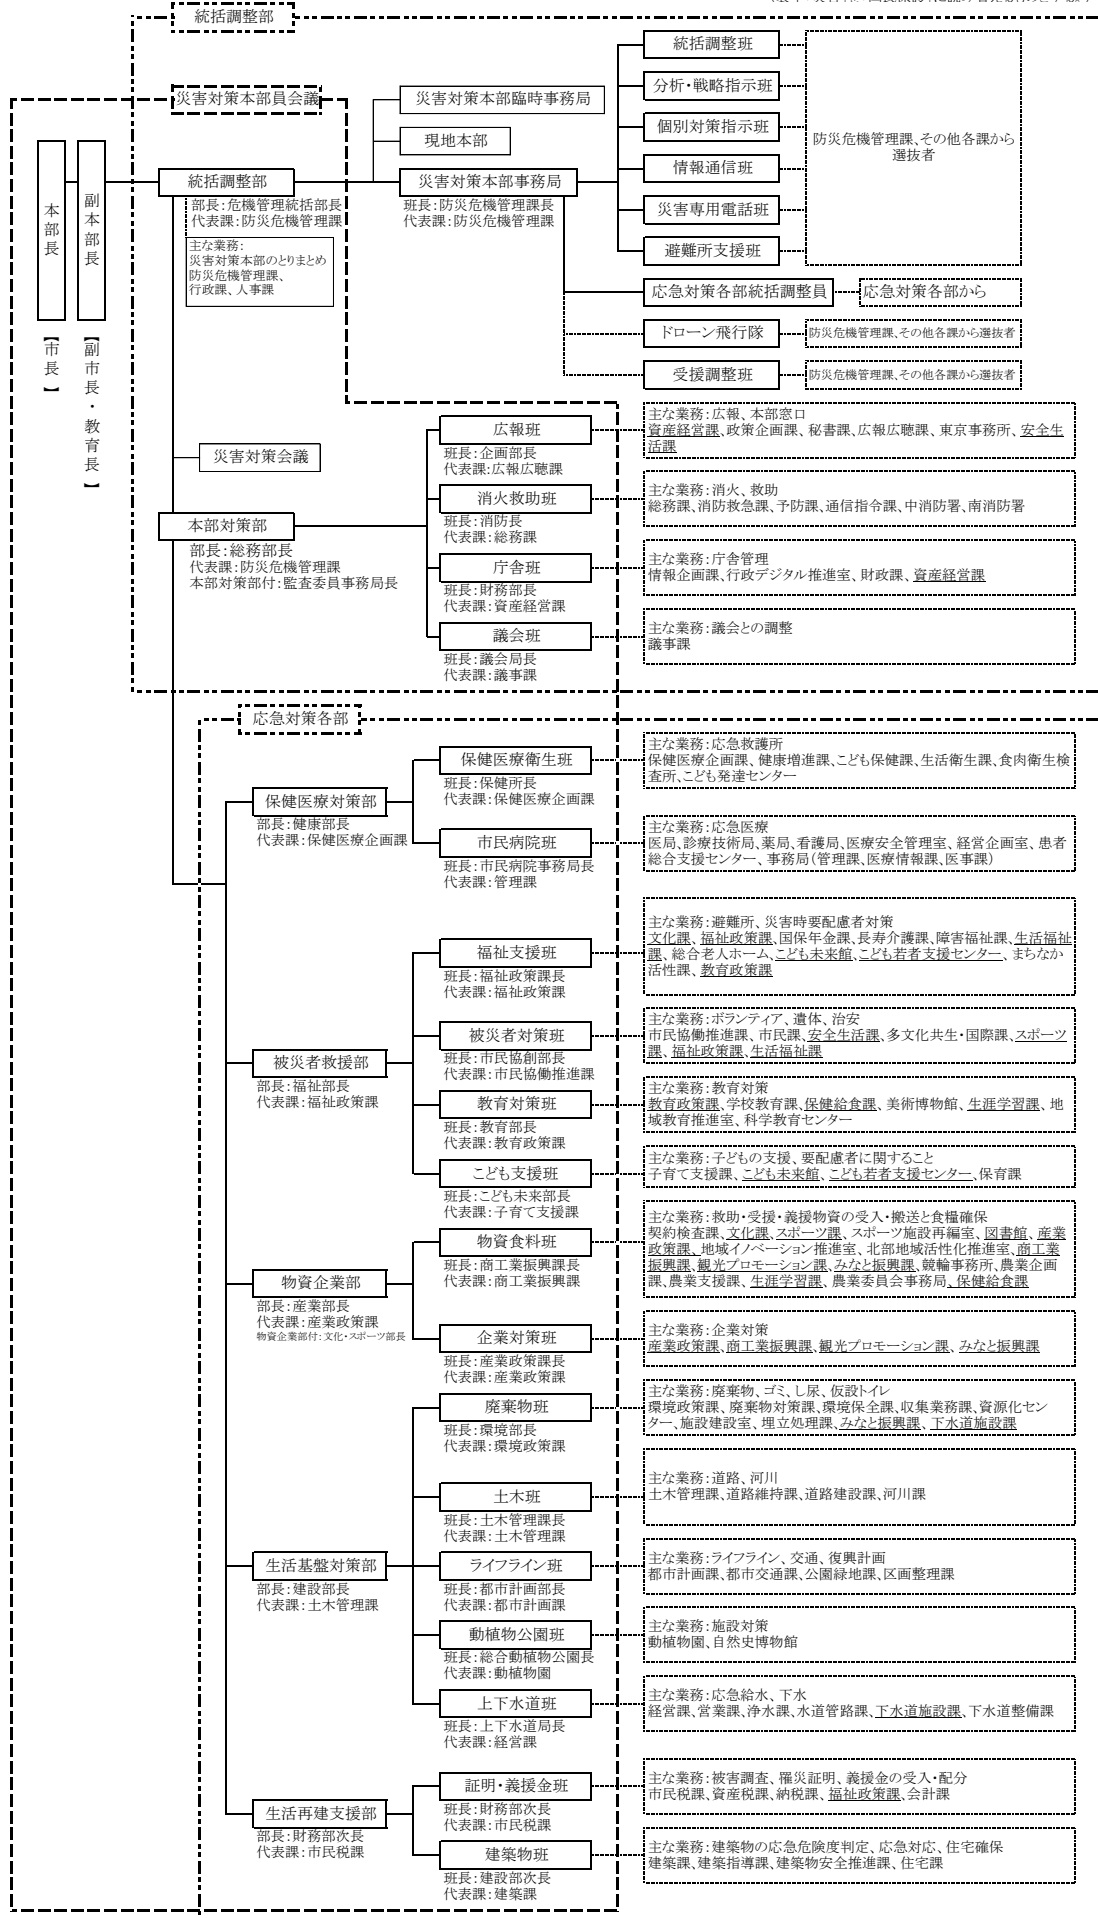 統括調整部
災害対策本部員会議
本部長
【市長】
副本部長
【副市長・教育長】
統括調整部
部長:危機管理統括部長
代表課:防災危機管理課
主な業務:
災害対策本部のとりまとめ
防災危機管理課、
行政課、人事課
災害対策本部臨時事務局
現地本部
災害対策本部事務局
班長:防災危機管理課長
代表課:防災危機管理課
統括調整班
分析・戦略指示班
個別対策指示班
情報通信班
災害専用電話班
避難所支援班
防災危機管理課、その他各課から
選抜者
応急対策各部統括調整員
応急対策各部から
ドローン飛行隊
防災危機管理課、その他各課から選抜者
受援調整班
防災危機管理課、その他各課から選抜者
災害対策会議
本部対策部
部長:総務部長
代表課:防災危機管理課
本部対策部付:監査委員事務局長
広報班
班長:企画部長
代表課:広報広聴課
主な業務:広報、本部窓口
資産経営課、政策企画課、秘書課、広報広聴課、東京事務所、安全生
活課
消火救助班
班長:消防長
代表課:総務課
主な業務:消火、救助
総務課、消防救急課、予防課、通信指令課、中消防署、南消防署
庁舎班
班長:財務部長
代表課:資産経営課
主な業務:庁舎管理
情報企画課、行政デジタル推進室、財政課、資産経営課
議会班
班長:議会局長
代表課:議事課
主な業務:議会との調整
議事課
応急対策各部
保健医療対策部
部長:健康部長
代表課:保健医療企画課
保健医療衛生班
班長:保健所長
代表課:保健医療企画課
主な業務:応急救護所
保健医療企画課、健康増進課、こども保健課、生活衛生課、食肉衛生検
査所、こども発達センター
市民病院班
班長:市民病院事務局長
代表課:管理課
主な業務:応急医療
医局、診療技術局、薬局、看護局、医療安全管理室、経営企画室、患者
総合支援センター、事務局(管理課、医療情報課、医事課)
被災者救援部
部長:福祉部長
代表課:福祉政策課
福祉支援班
班長:福祉政策課長
代表課:福祉政策課
主な業務:避難所、災害時要配慮者対策
文化課、福祉政策課、国保年金課、長寿介護課、障害福祉課、生活福祉
課、総合老人ホーム、こども未来館、こども若者支援センター、まちなか
活性課、教育政策課
被災者対策班
班長:市民協創部長
代表課:市民協働推進課
主な業務:ボランティア、遺体、治安
市民協働推進課、市民課、安全生活課、多文化共生・国際課、スポーツ
課、福祉政策課、生活福祉課
教育対策班
班長:教育部長
代表課:教育政策課
主な業務:教育対策
教育政策課、学校教育課、保健給食課、美術博物館、生涯学習課、地
域教育推進室、科学教育センター
こども支援班
班長:こども未来部長
代表課:子育て支援課
主な業務:子どもの支援、要配慮者に関すること
子育て支援課、こども未来館、こども若者支援センター、保育課
物資企業部
部長:産業部長
代表課:産業政策課
物資企業部付:文化・スポーツ部長
物資食料班
班長:商工業振興課長
代表課:商工業振興課
主な業務:救助・受援・義援物資の受入・搬送と食糧確保
契約検査課、文化課、スポーツ課、スポーツ施設再編室、図書館、産業
政策課、地域イノベーション推進室、北部地域活性化推進室、商工業
振興課、観光プロモーション課、みなと振興課、競輪事務所、農業企画
課、農業支援課、生涯学習課、農業委員会事務局、保健給食課
企業対策班
班長:産業政策課長
代表課:産業政策課
主な業務:企業対策
産業政策課、商工業振興課、観光プロモーション課、みなと振興課
生活基盤対策部
部長:建設部長
代表課:土木管理課
廃棄物班
班長:環境部長
代表課:環境政策課
主な業務:廃棄物、ゴミ、し尿、仮設トイレ
環境政策課、廃棄物対策課、環境保全課、収集業務課、資源化セン
ター、施設建設室、埋立処理課、みなと振興課、下水道施設課
土木班
班長:土木管理課長
代表課:土木管理課
主な業務:道路、河川
土木管理課、道路維持課、道路建設課、河川課
ライフライン班
班長:都市計画部長
代表課:都市計画課
主な業務:ライフライン、交通、復興計画
都市計画課、都市交通課、公園緑地課、区画整理課
動植物公園班
班長:総合動植物公園長
代表課:動植物園
主な業務:施設対策
動植物園、自然史博物館
上下水道班
班長:上下水道局長
代表課:経営課
主な業務:応急給水、下水
経営課、営業課、浄水課、水道管路課、下水道施設課、下水道整備課
生活再建支援部
部長:財務部次長
代表課:市民税課
証明・義援金班
班長:財務部次長
代表課:市民税課
主な業務:被害調査、罹災証明、義援金の受入・配分
市民税課、資産税課、納税課、福祉政策課、会計課
建築物班
班長:建設部次長
代表課:建築課
主な業務:建築物の応急危険度判定、応急対応、住宅確保
建築課、建築指導課、建築物安全推進課、住宅課